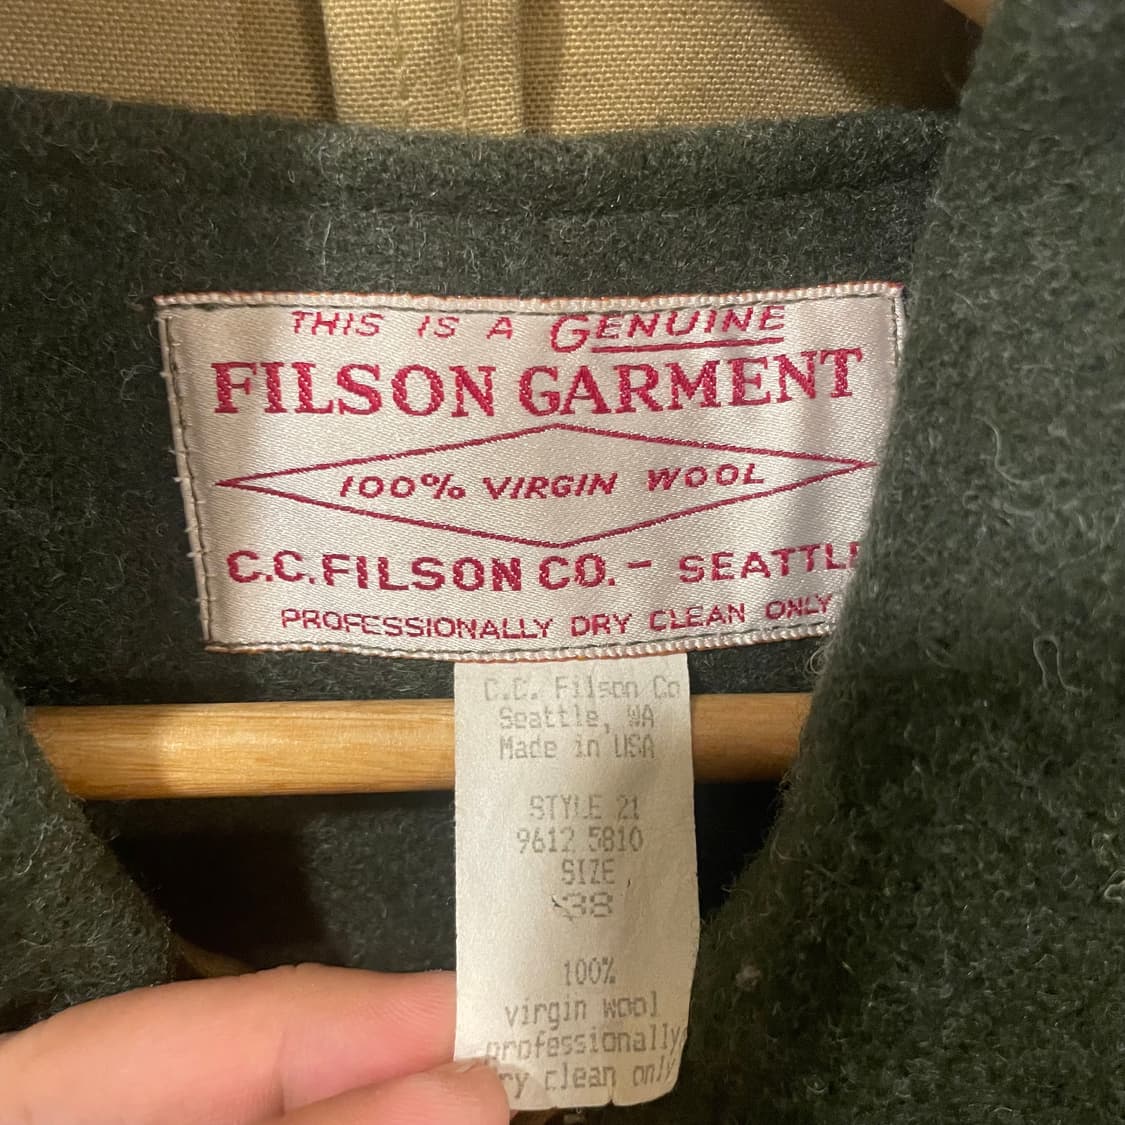 THIS IS A GENUINE
FILSON GARMENT
100% VIRGIN WOOL
C.C. FILSON CO. - SEATTLE
PROFESSIONALLY DRY CLEAN ONLY
C.C. Filson Co
Seattle, WA
Made in USA
STYLE 21
9612 5810
SIZE
38
100%
virgin wool
professionally
dry clean only